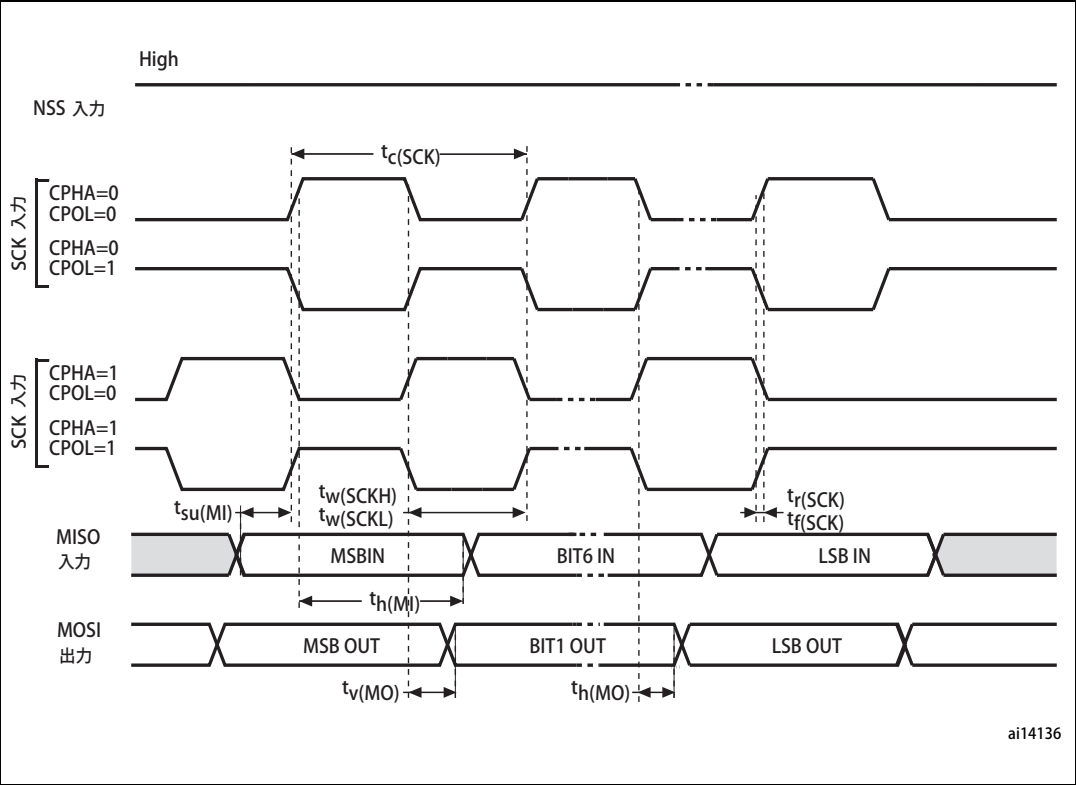 High
NSS 入力
tc(SCK)
SCK 入力
CPHA=0
CPOL=0
CPHA=0
CPOL=1
SCK 入力
CPHA=1
CPOL=0
CPHA=1
CPOL=1
tsu(MI)
tw(SCKH)
tw(SCKL)
tr(SCK)
tf(SCK)
MISO
入力
MSBIN
BIT6 IN
LSB IN
th(MI)
MOSI
出力
MSB OUT
BIT1 OUT
LSB OUT
tv(MO)
th(MO)
ai14136